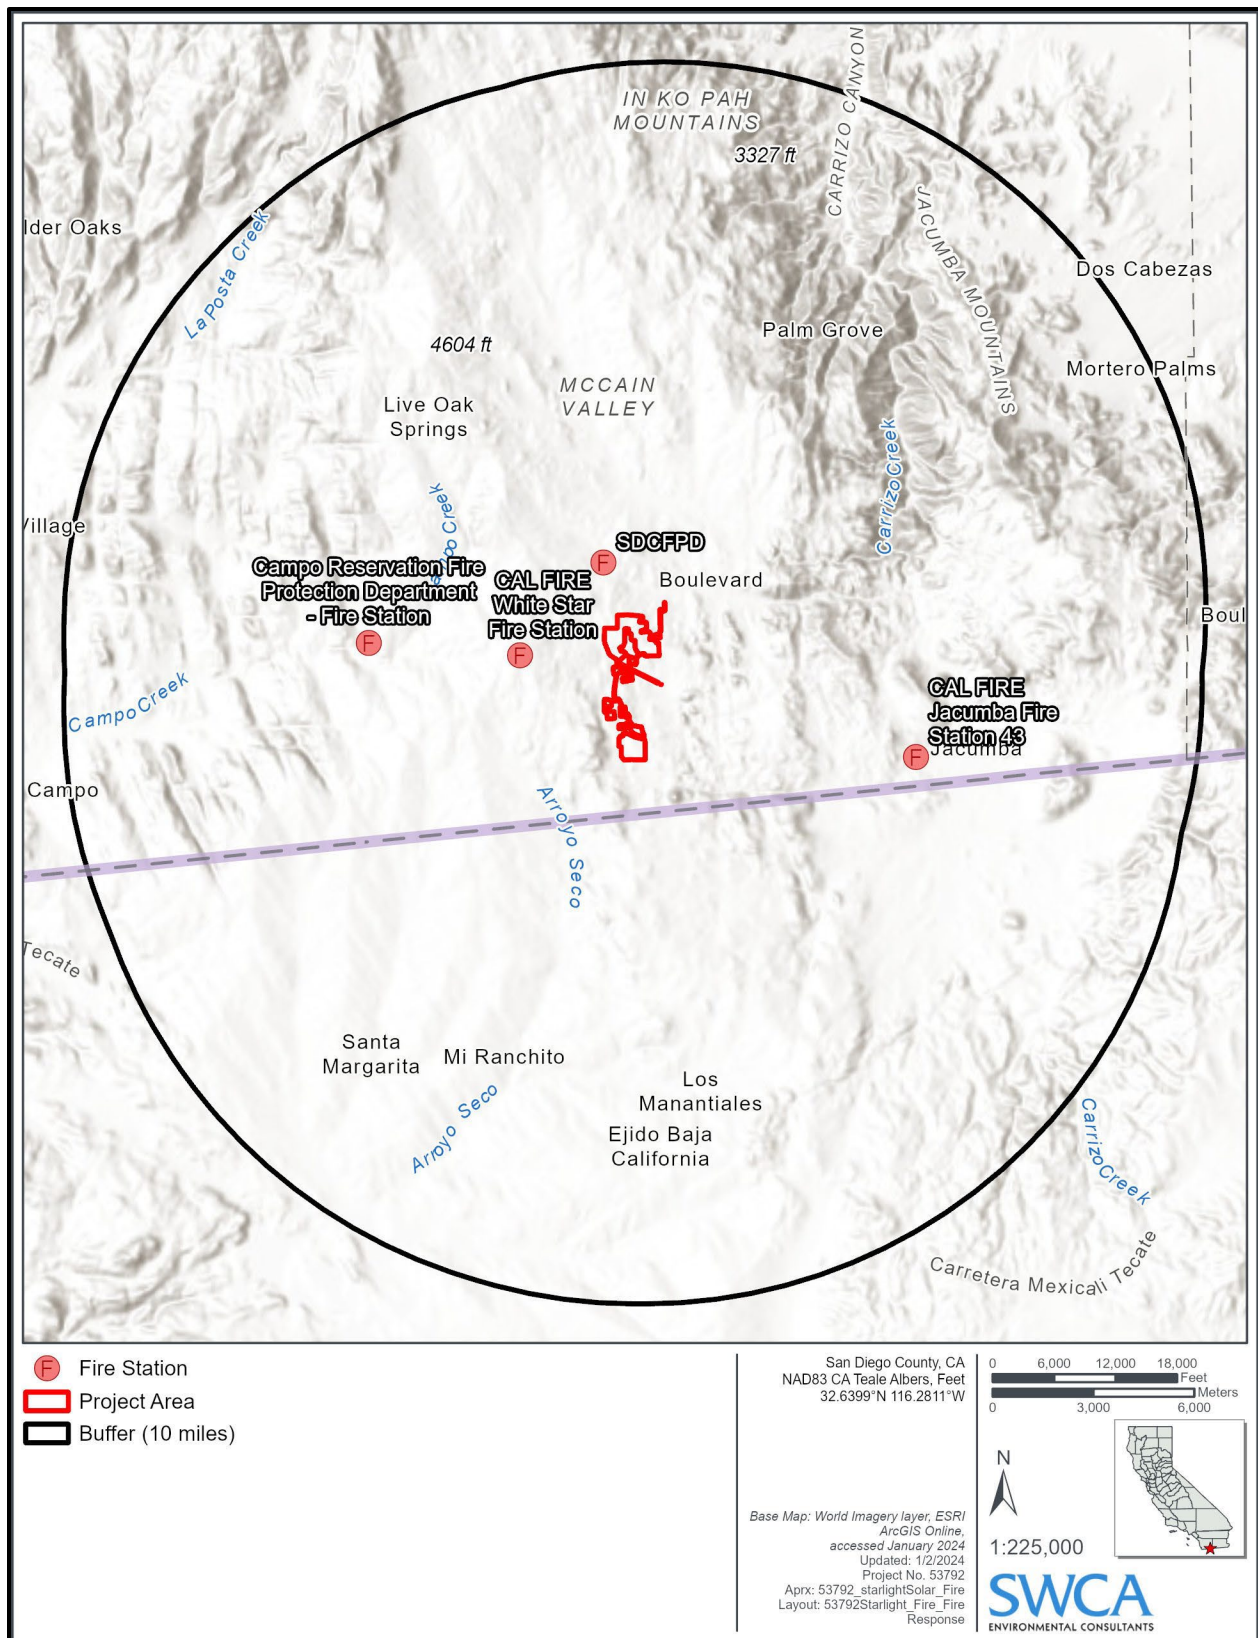 IN KO PAH
MOUNTAINS
3327 ft
CARRIZO CANYON
JACUMBA MOUNTAINS
lder Oaks
La Posta Creek
Dos Cabezas
Palm Grove
4604 ft
Mortero Palms
MCCAIN
VALLEY
Live Oak
Springs
Carrizo Creek
Village
Creek
SDCFPD
Campo Reservation Fire
Protection Department
- Fire Station
F
CAL FIRE
White Star
Fire Station
F
F
Boulevard
Boul
Campo Creek
CAL FIRE
Jacumba Fire
Station 43
F
Jacumba
Campo
Arroyo Seco
Tecate
Santa
Margarita
Mi Ranchito
Los
Manantiales
Arroyo Seco
Ejido Baja
California
Carrizo Creek
Carretera Mexicali Tecate
F Fire Station
Project Area
Buffer (10 miles)
San Diego County, CA
NAD83 CA Teale Albers, Feet
32.6399°N 116.2811°W
Base Map: World Imagery layer, ESRI
ArcGIS Online,
accessed January 2024
Updated: 1/2/2024
Project No. 53792
Aprx: 53792_starlightSolar_Fire
Layout: 53792Starlight_Fire_Fire
Response
0 6,000 12,000 18,000
Feet
Meters
0 3,000 6,000
N
1:225,000
SWCA
ENVIRONMENTAL CONSULTANTS